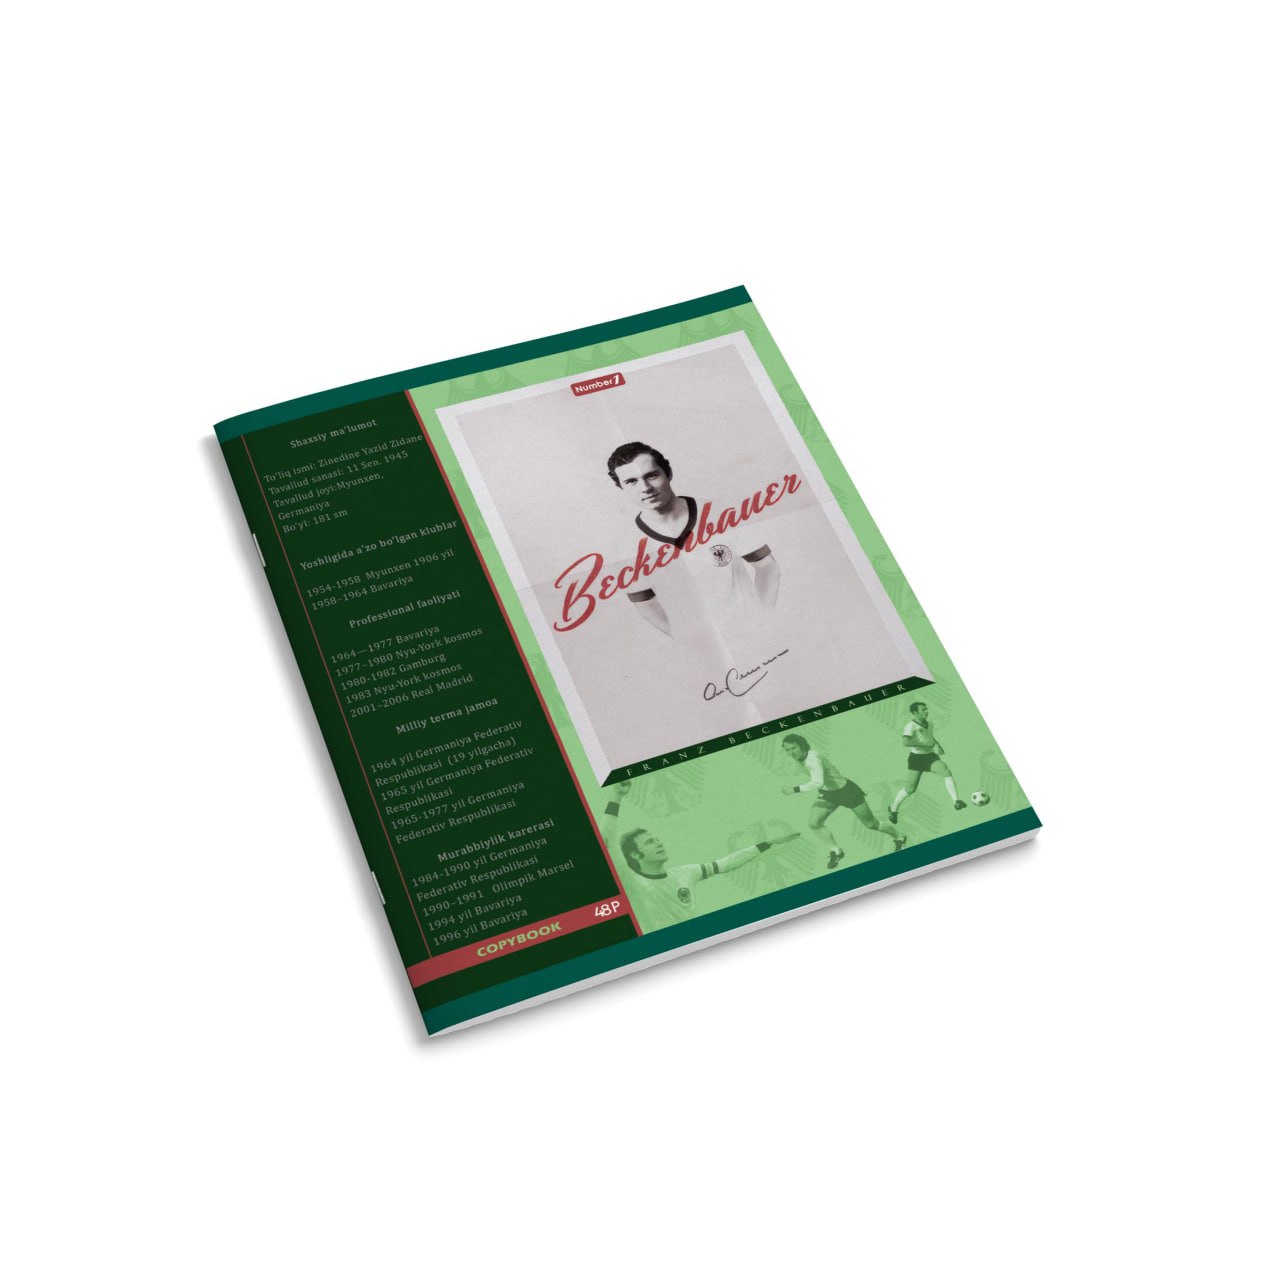 Shaxsiy ma'lumot
To'liq ismi: Zinedine Yazid Zidane
Tavallud sanasi: 11 Sen. 1945
Tavallud joyi:Myunxen,
Germaniya
Bo'yi: 181 sm
Yoshligida a'zo bo'lgan klublar
1954-1958 Myunxen 1906 yil
1958–1964 Bavariya
Professional faoliyati
1964—1977 Bavariya
1977–1980 Nyu-York kosmos
1980-1982 Gamburg
1983 Nyu-York kosmos
2001–2006 Real Madrid
Milliy terma jamoa
1964 yil Germaniya Federativ
Respublikasi (19 yilgacha)
1965 yil Germaniya Federativ
Respublikasi
1965-1977 yil Germaniya
Federativ Respublikasi
Murabbiylik karerasi
1984-1990 yil Germaniya
Federativ Respublikasi
1990–1991 Olimpik Marsel
1994 yil Bavariya
1996 yil Bavariya
COPYBOOK 48P
Number 1
Beckenbauer
FRANZ BECKENBAUER